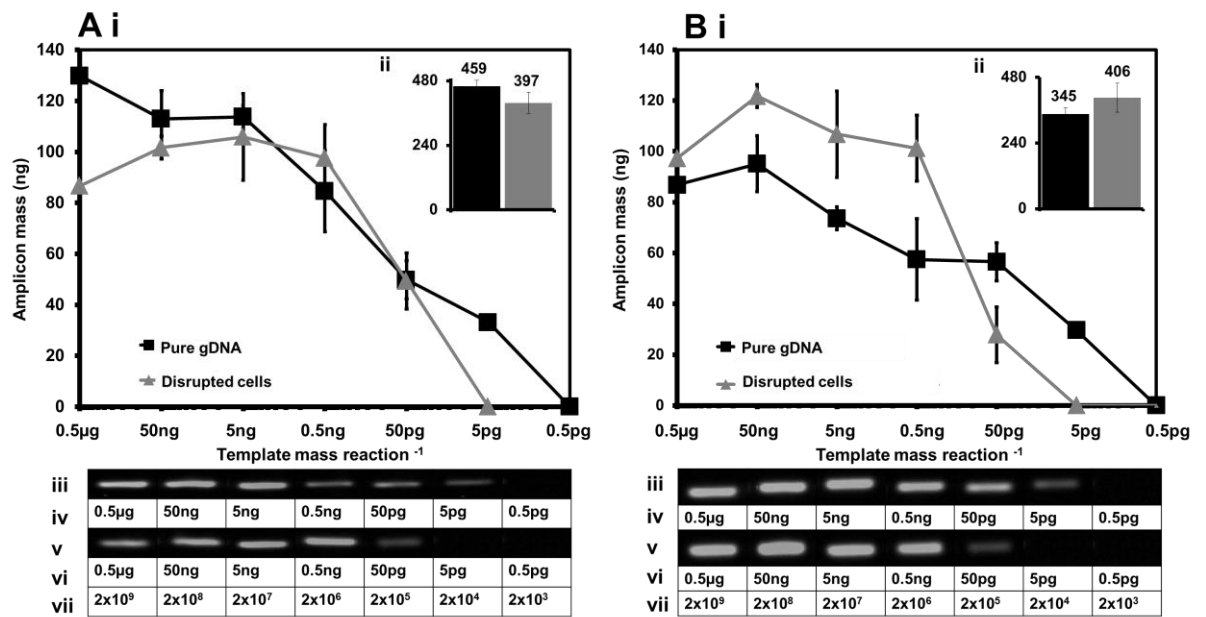 A i
140
120
100
80
60
40
20
0
Amplicon mass (ng)
ii
480
240
0
459
397
Pure gDNA
Disrupted cells
0.5µg 50ng 5ng 0.5ng 50pg 5pg 0.5pg
Template mass reaction -1
iii
iv 0.5µg 50ng 5ng 0.5ng 50pg 5pg 0.5pg
v
vi 0.5µg 50ng 5ng 0.5ng 50pg 5pg 0.5pg
vii 2x10⁹ 2x10⁸ 2x10⁷ 2x10⁶ 2x10⁵ 2x10⁴ 2x10³
B i
140
120
100
80
60
40
20
0
Amplicon mass (ng)
ii
480
240
0
345
406
Pure gDNA
Disrupted cells
0.5µg 50ng 5ng 0.5ng 50pg 5pg 0.5pg
Template mass reaction -1
iii
iv 0.5µg 50ng 5ng 0.5ng 50pg 5pg 0.5pg
v
vi 0.5µg 50ng 5ng 0.5ng 50pg 5pg 0.5pg
vii 2x10⁹ 2x10⁸ 2x10⁷ 2x10⁶ 2x10⁵ 2x10⁴ 2x10³